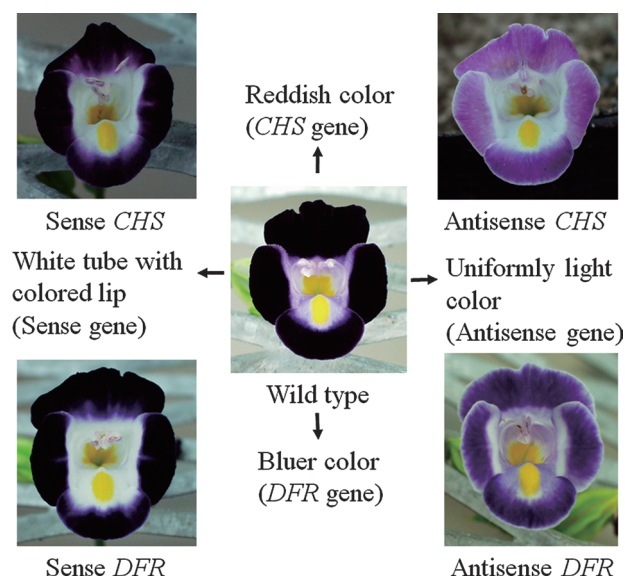 Reddish color
(CHS gene)
Sense CHS
Antisense CHS
White tube with
colored lip
(Sense gene)
Uniformly light
color
(Antisense gene)
Wild type
Bluer color
(DFR gene)
Sense DFR
Antisense DFR